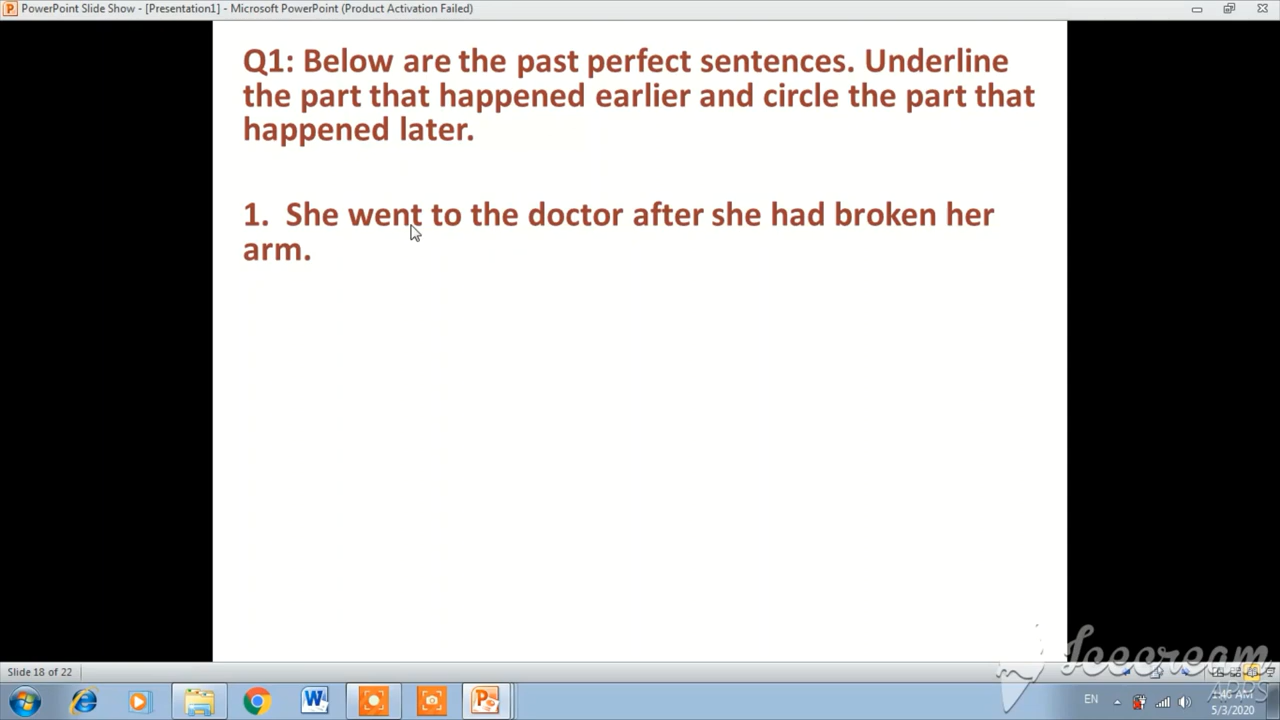 PowerPoint Slide Show - [Presentation1] - Microsoft PowerPoint (Product Activation Failed)
Q1: Below are the past perfect sentences. Underline
the part that happened earlier and circle the part that
happened later.
1. She went to the doctor after she had broken her
arm.
Icecream
APPS
Slide 18 of 22
EN
5/3/2020